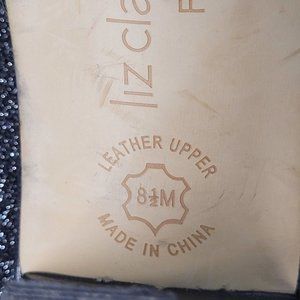 liz cla
LEATHER UPPER
8½M
MADE IN CHINA